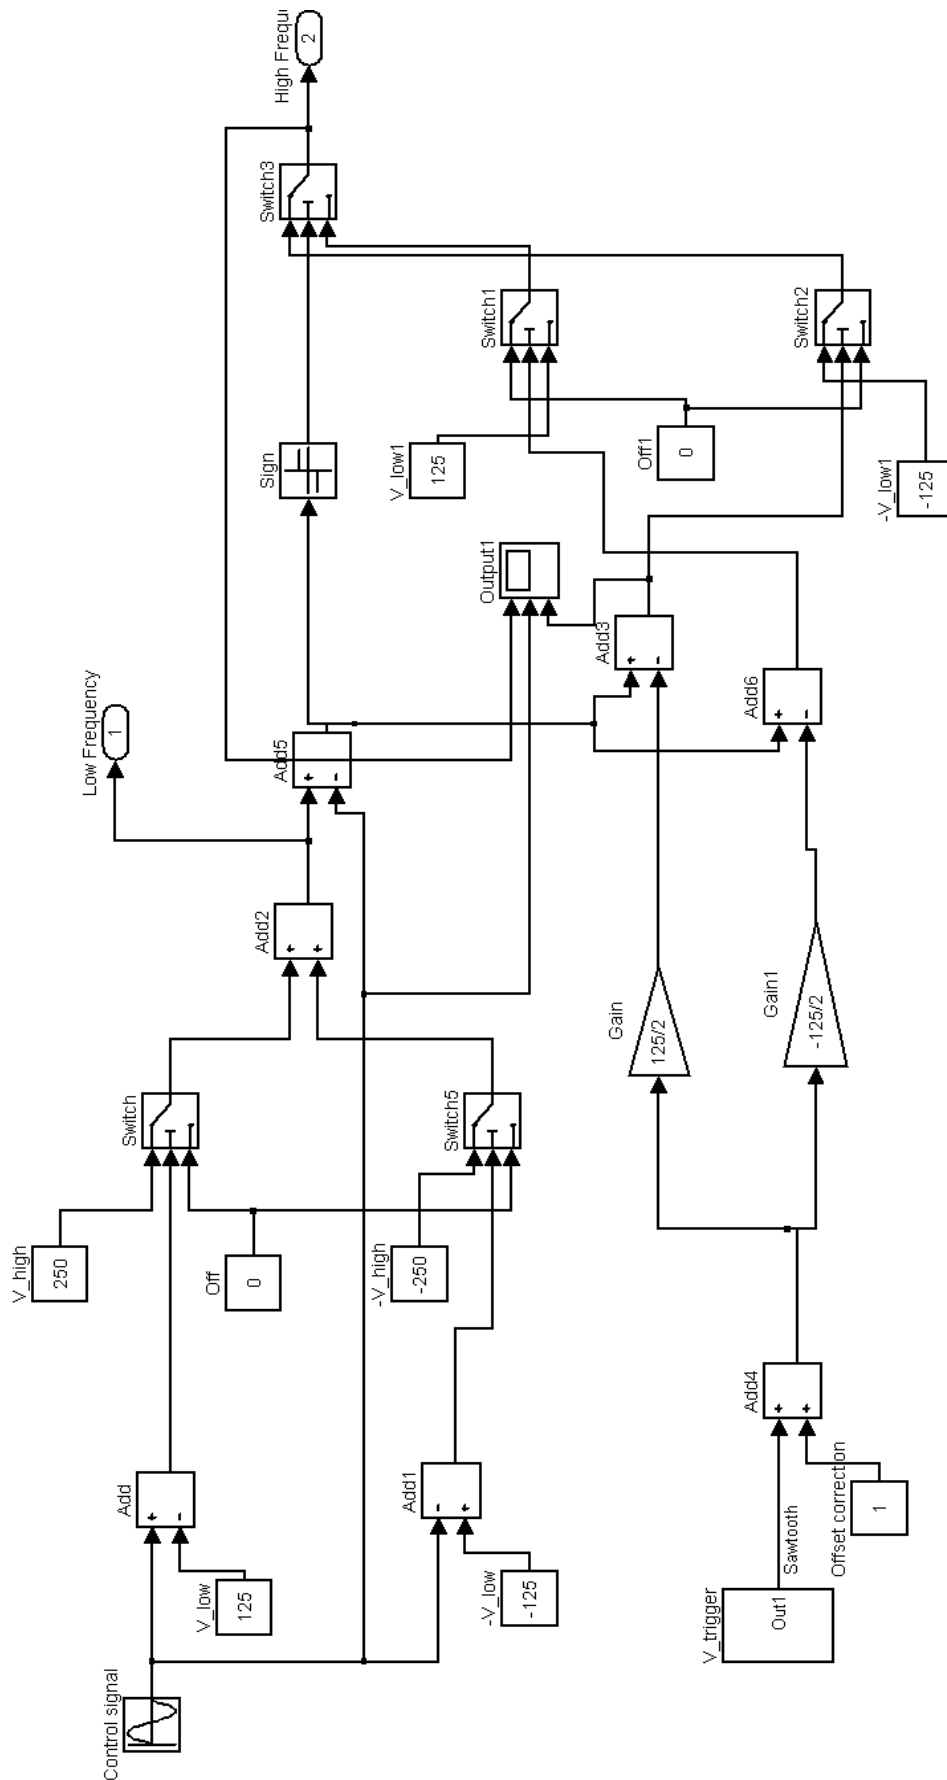 Control signal
V_low
125
-V_low
-125
Add
+
-
Add1
-
+
V_high
250
Off
0
-V_high
-250
Switch
Switch5
Add2
+
+
Low Frequency
1
Add5
+
-
Sign
Switch3
High Frequ
2
Output1
V_low1
125
Off1
0
-V_low1
-125
Switch1
Switch2
Add3
+
-
Add6
+
-
Gain
125/2
Gain1
-125/2
Add4
+
+
V_trigger
Out1
Sawtooth
Offset correction
1